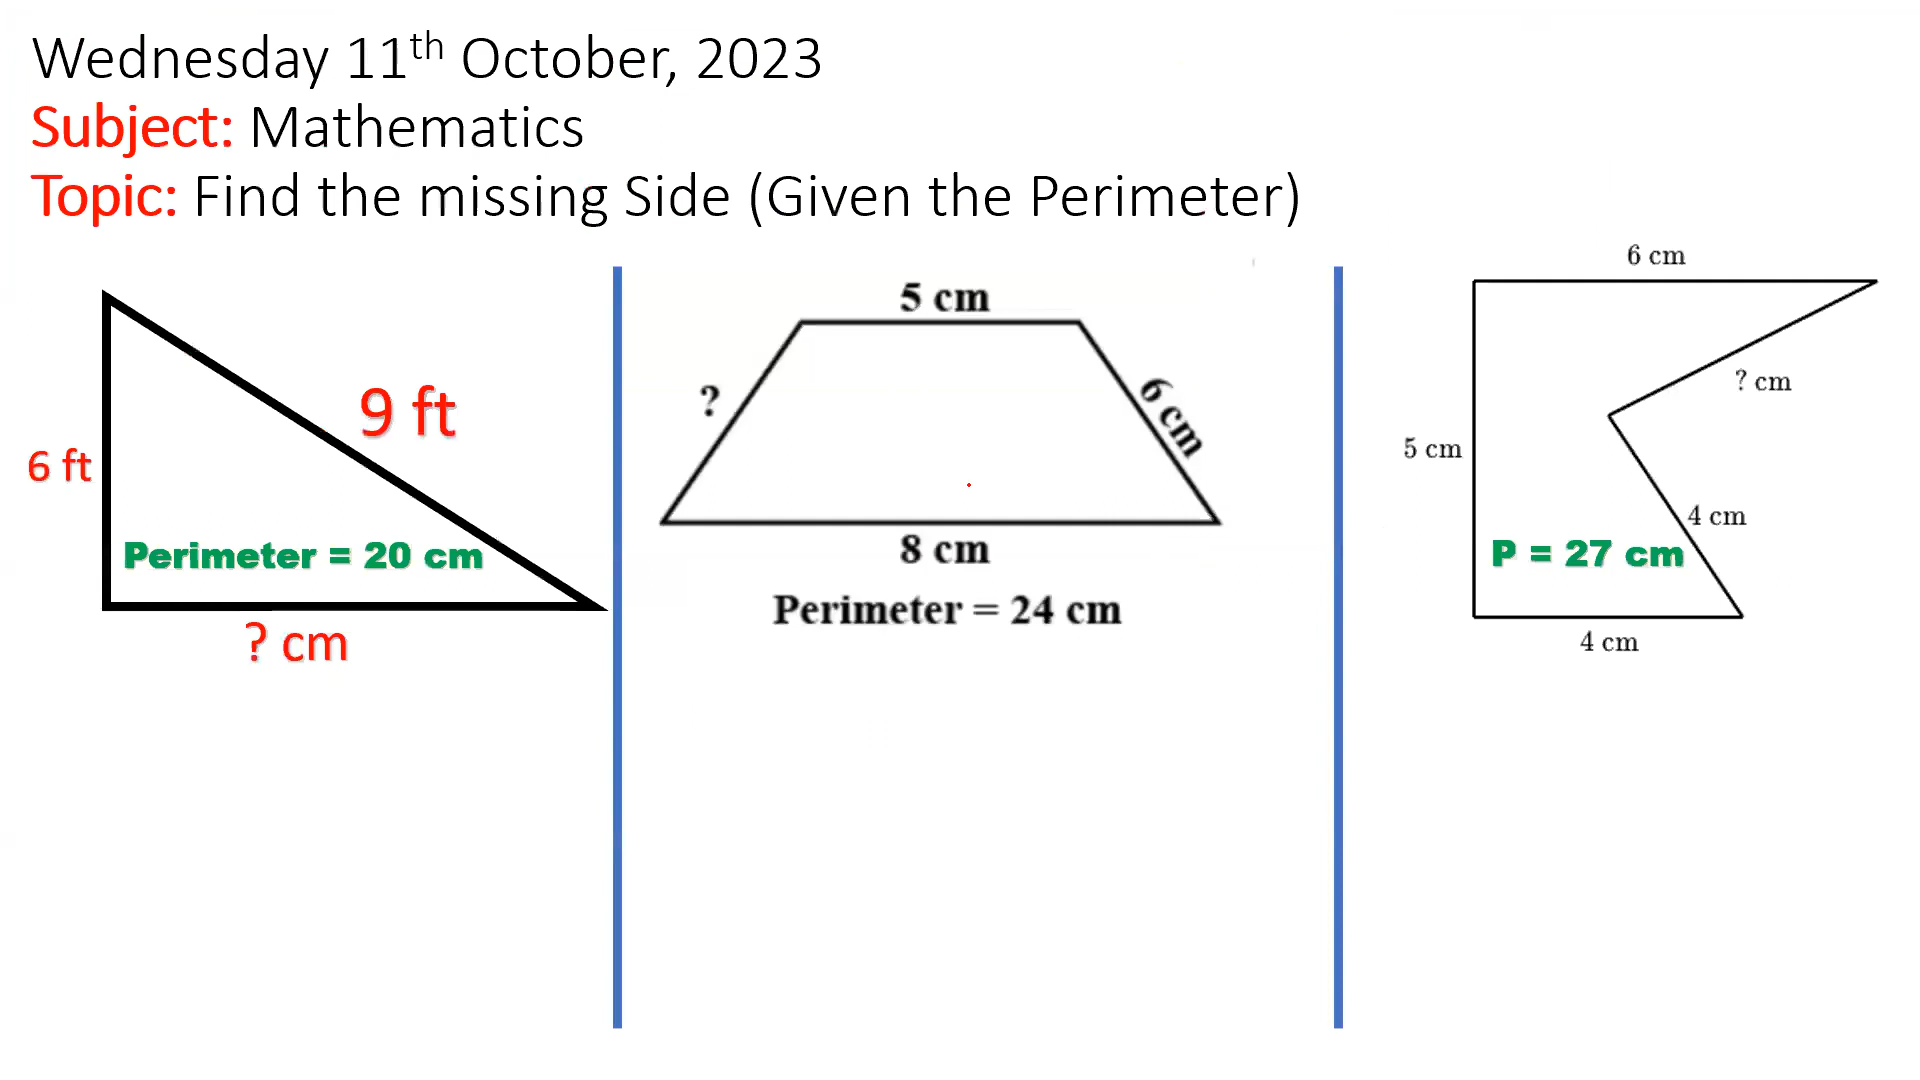 Wednesday 11th October, 2023
Subject: Mathematics
Topic: Find the missing Side (Given the Perimeter)
9 ft
6 ft
Perimeter = 20 cm
? cm
5 cm
?
6 cm
8 cm
Perimeter = 24 cm
6 cm
? cm
5 cm
4 cm
P = 27 cm
4 cm